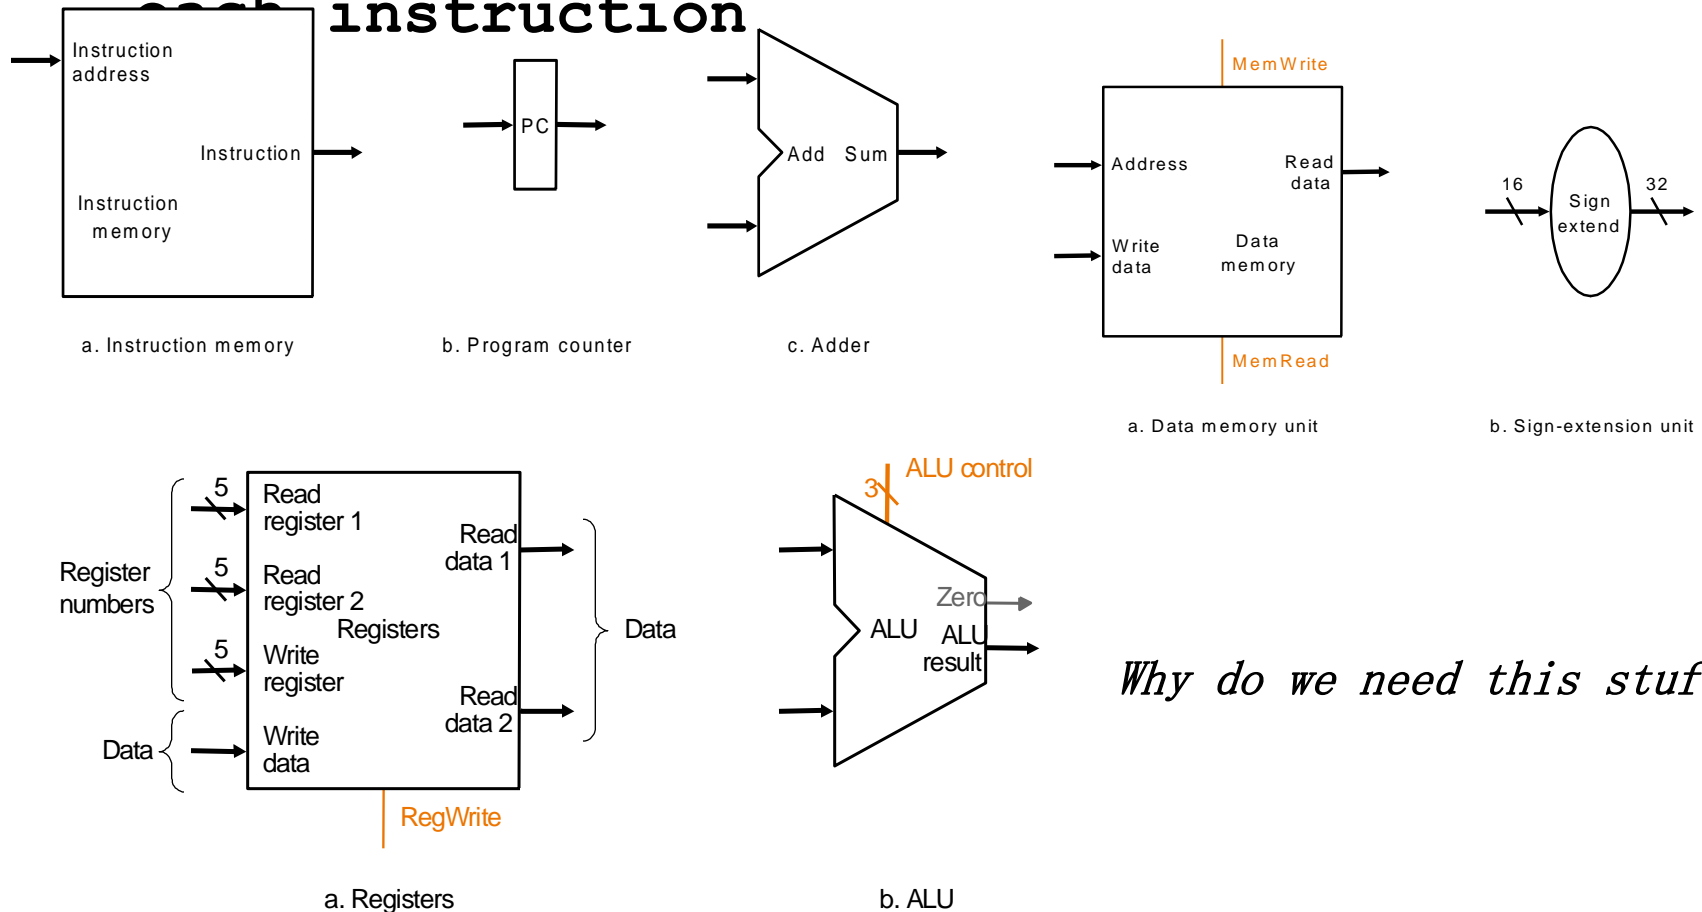 each instruction
Instruction
address
Instruction
Instruction
memory
a. Instruction memory
PC
b. Program counter
Add Sum
c. Adder
MemWrite
Address
Read
data
Write
data
Data
memory
MemRead
a. Data memory unit
16
Sign
extend
32
b. Sign-extension unit
Register
numbers
Data
5
Read
register 1
5
Read
register 2
Registers
5
Write
register
Write
data
Read
data 1
Read
data 2
Data
RegWrite
a. Registers
3
ALU control
Zero
ALU
ALU
result
b. ALU
Why do we need this stuf